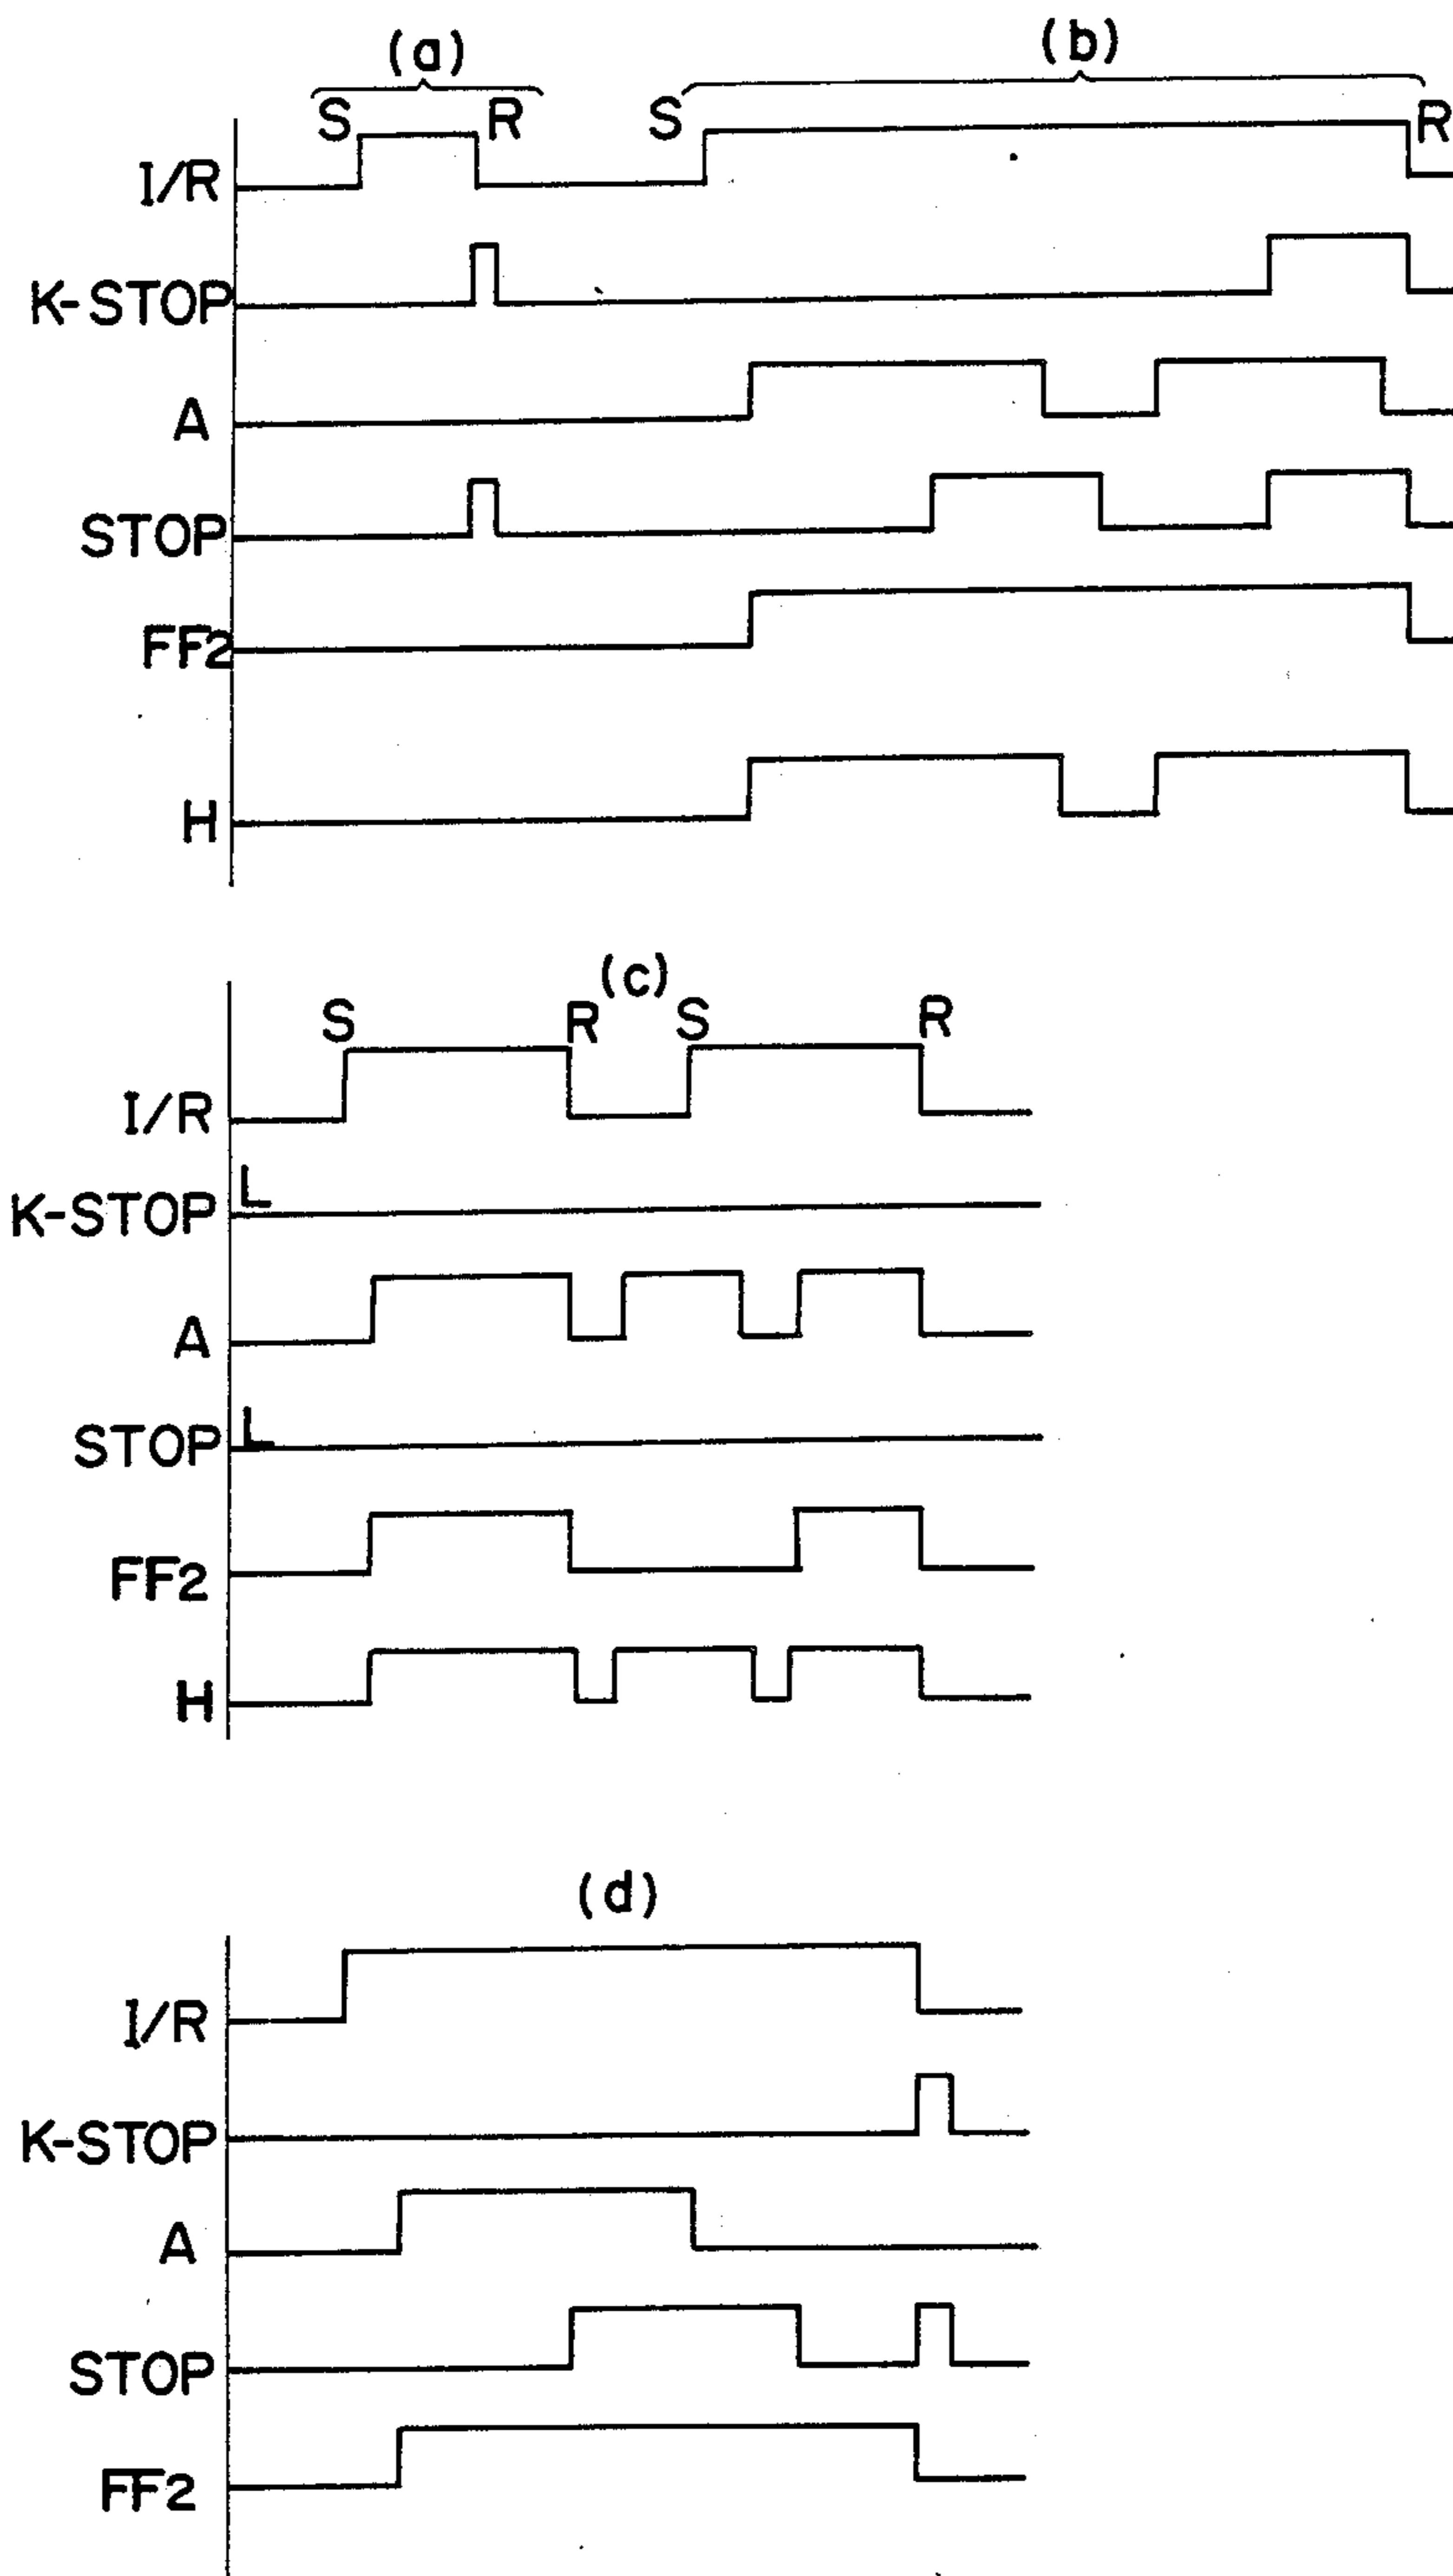 (a) (b)
S R S R
I/R
K-STOP
A
STOP
FF2
H
(c)
S R S R
I/R
K-STOP L
A
STOP L
FF2
H
(d)
I/R
K-STOP
A
STOP
FF2